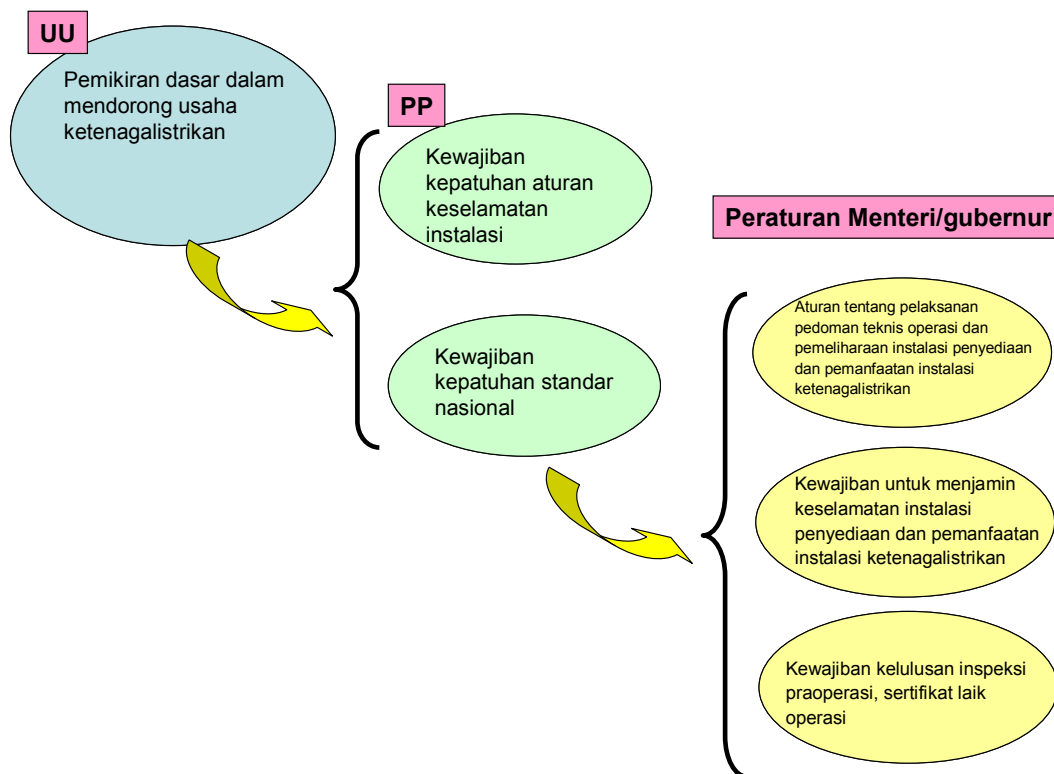 UU
Pemikiran dasar dalam
mendorong usaha
ketenagalistrikan
PP
Kewajiban
kepatuhan aturan
keselamatan
instalasi
Kewajiban
kepatuhan standar
nasional
Peraturan Menteri/gubernur
Aturan tentang pelaksanan
pedoman teknis operasi dan
pemeliharaan instalasi penyediaan
dan pemanfaatan instalasi
ketenagalistrikan
Kewajiban untuk menjamin
keselamatan instalasi
penyediaan dan pemanfaatan
instalasi ketenagalistrikan
Kewajiban kelulusan inspeksi
praoperasi, sertifikat laik
operasi